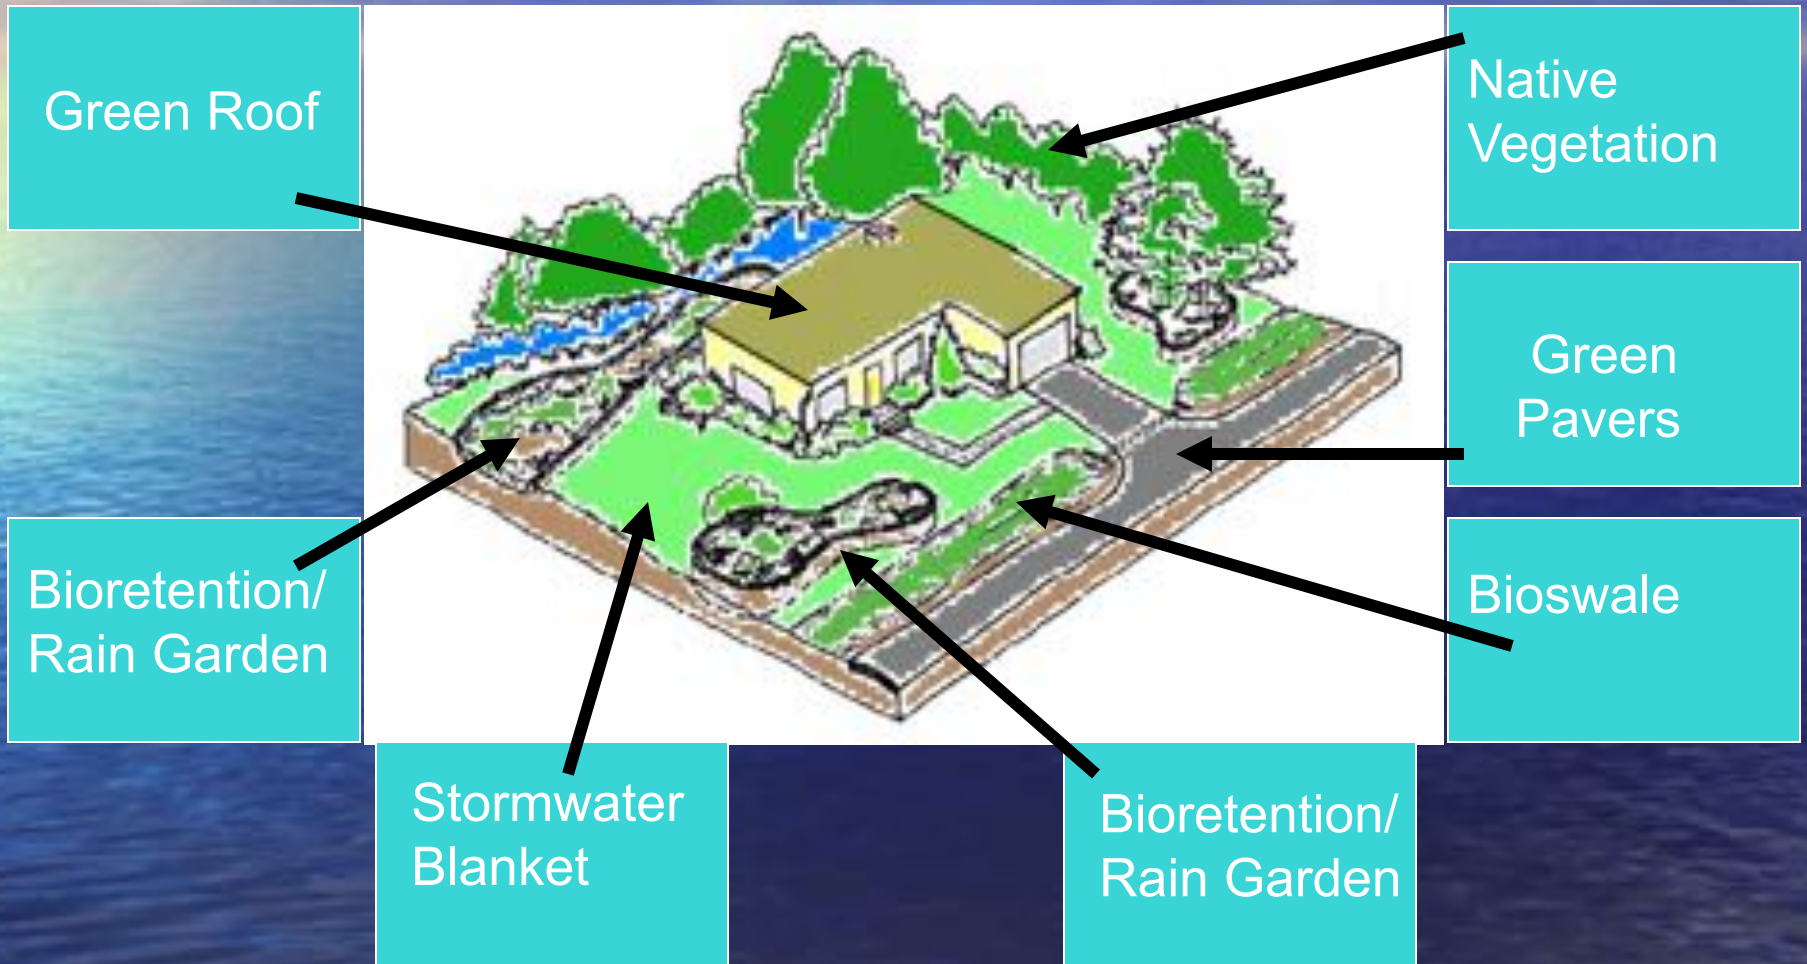 Green Roof
Native
Vegetation
Green
Pavers
Bioretention/
Rain Garden
Bioswale
Stormwater
Blanket
Bioretention/
Rain Garden